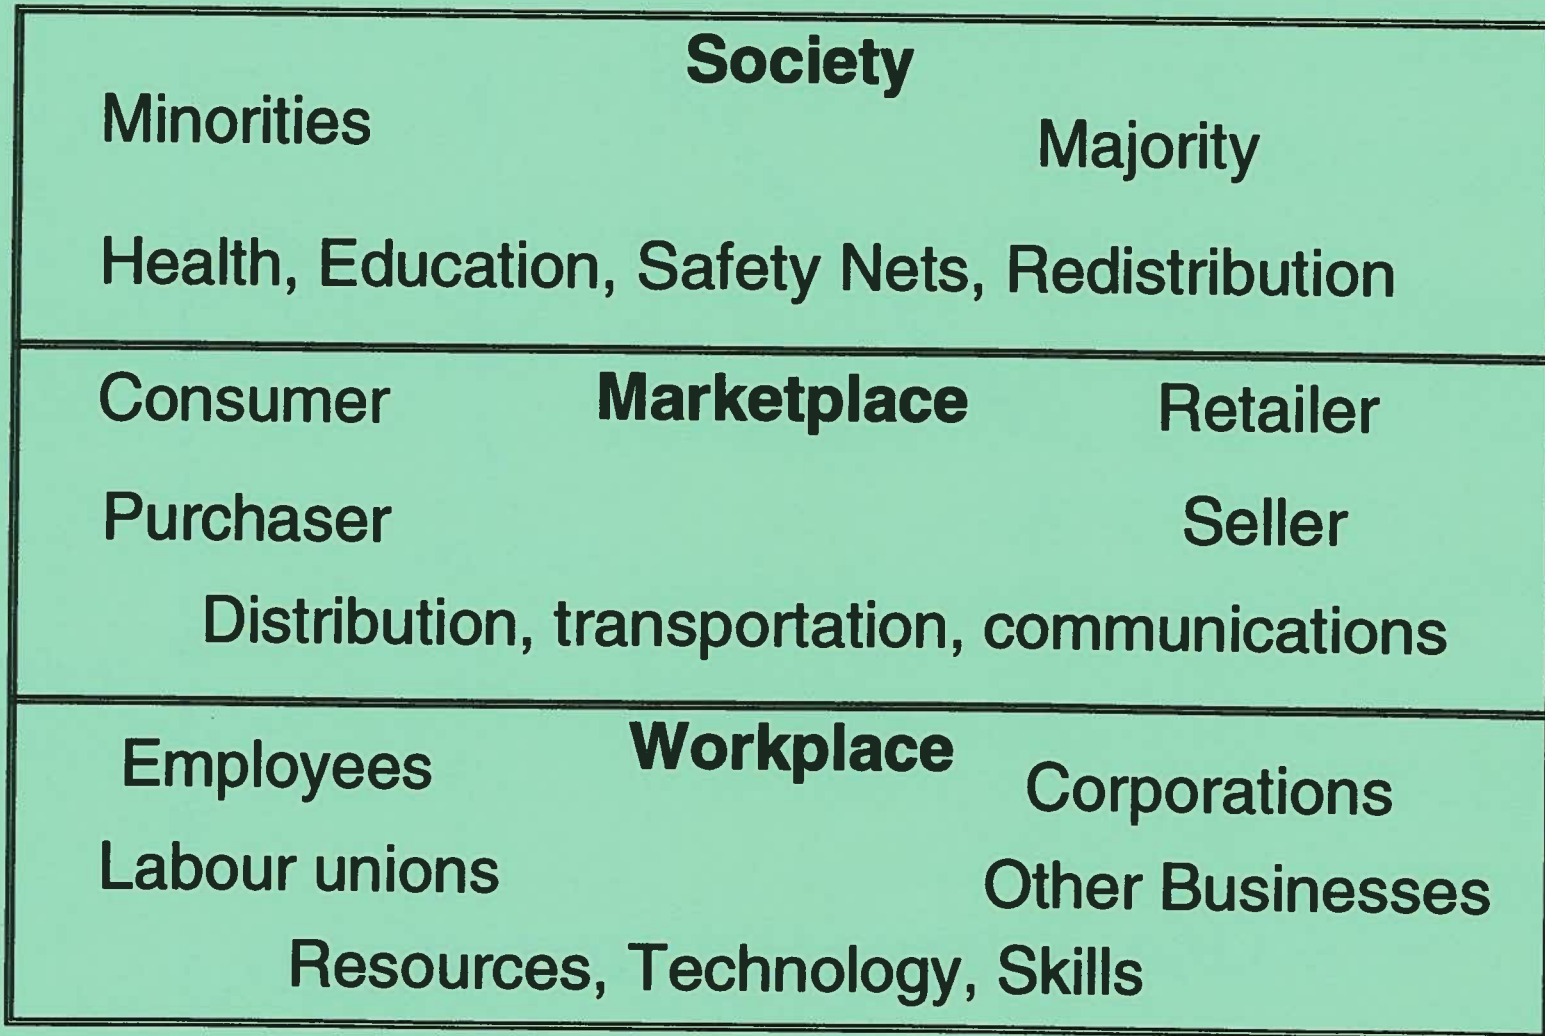 Society
Minorities Majority
Health, Education, Safety Nets, Redistribution
Consumer Marketplace Retailer
Purchaser Seller
Distribution, transportation, communications
Employees Workplace Corporations
Labour unions Other Businesses
Resources, Technology, Skills